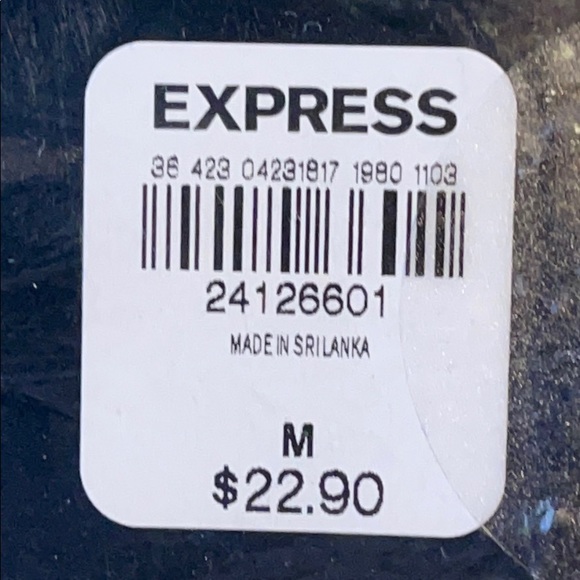 EXPRESS
36 423 04231817 1980 1103
24126601
MADE IN SRI LANKA
M
$22.90